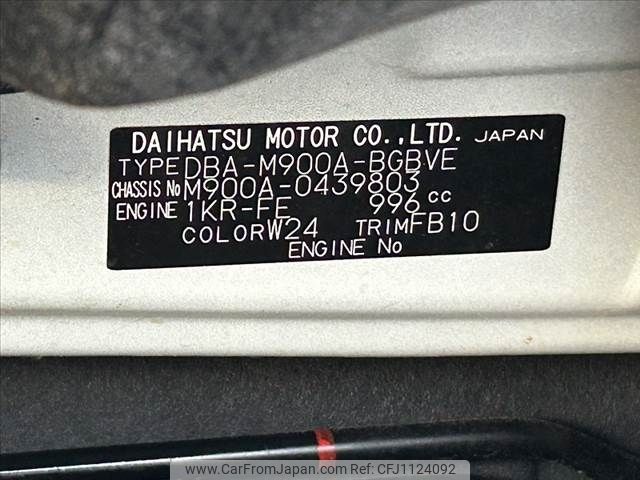 DAIHATSU MOTOR CO.,LTD. JAPAN
TYPE DBA-M900A-BGBVE
CHASSIS No M900A-0439803
ENGINE 1KR-FE 996 cc
COLOR W24 TRIM FB10
ENGINE No
www.CarFromJapan.com REF No: CFJ1124092